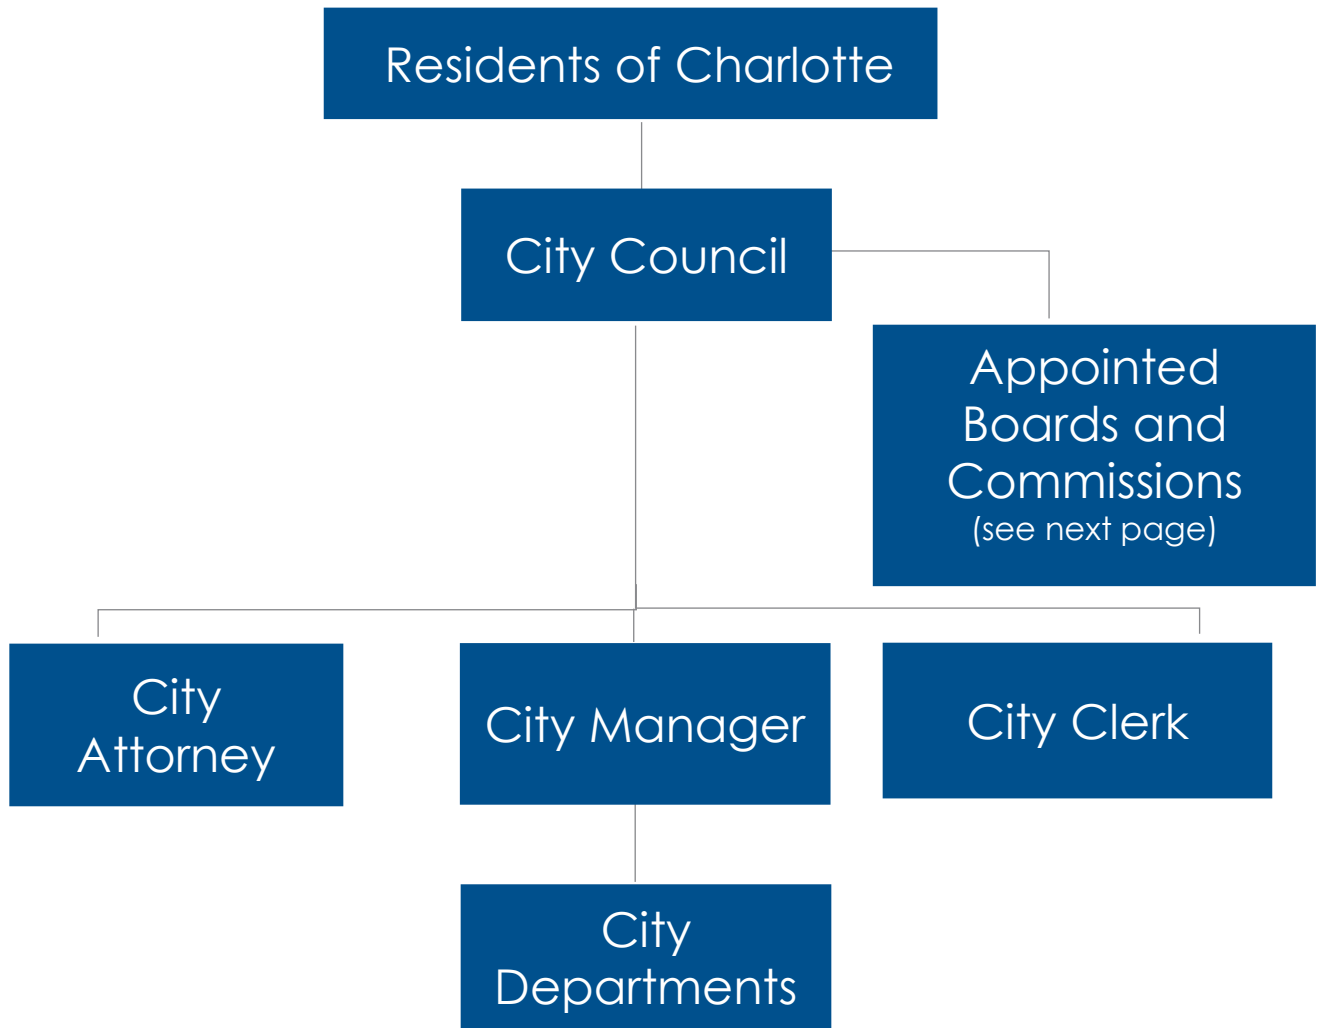 Residents of Charlotte
City Council
Appointed
Boards and
Commissions
(see next page)
City
Attorney
City Manager
City Clerk
City
Departments